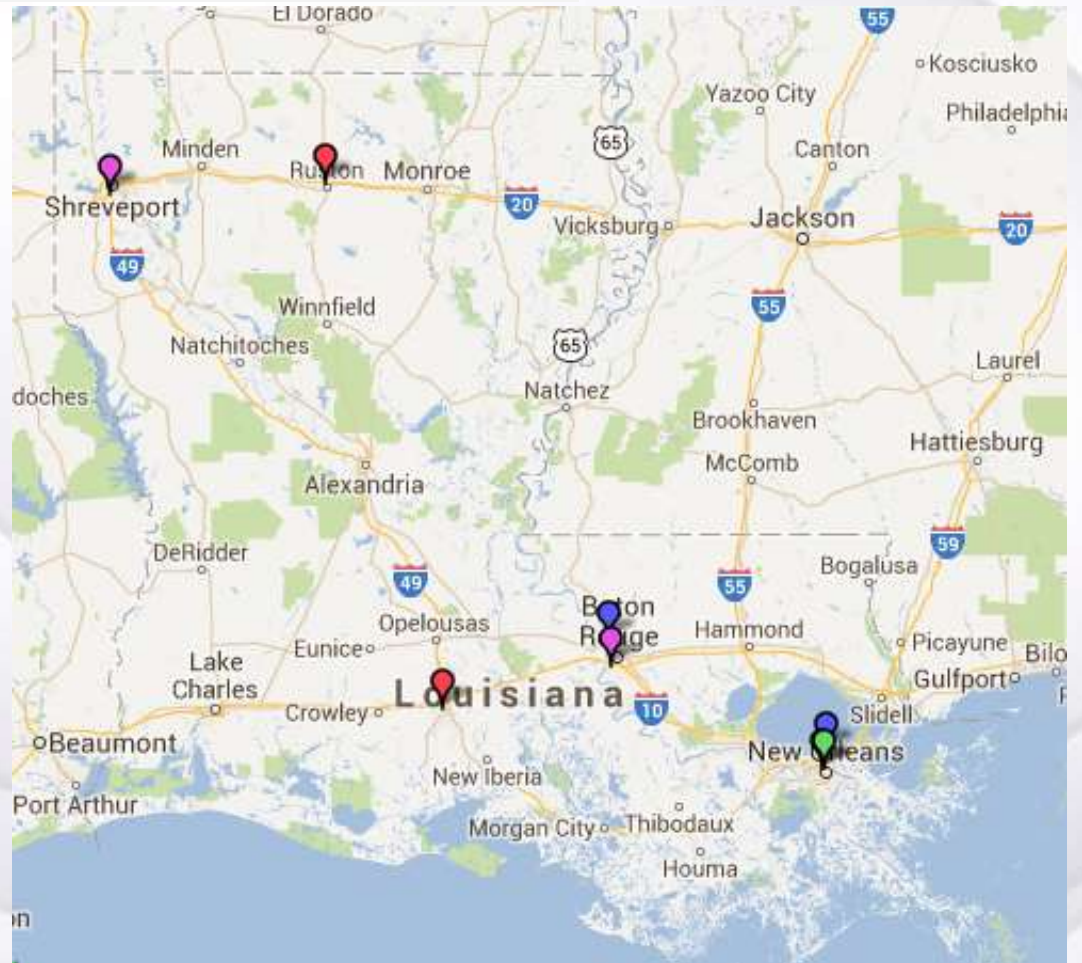 El Dorado
55
Kosciusko
Yazoo City
Philadelphia
65
Minden
Canton
Ruston
Monroe
Shreveport
20
Vicksburg
Jackson
20
49
Winnfield
55
Natchitoches
65
Laurel
doches
Natchez
Brookhaven
Hattiesburg
McComb
Alexandria
DeRidder
59
49
55
Bogalusa
Baton
Rouge
Opelousas
Hammond
Eunice
Picayune
Lake
Charles
Bilo
Gulfport
Louisiana
Crowley
10
Slidell
Beaumont
New Orleans
New Iberia
Port Arthur
Morgan City
Thibodaux
Houma
on